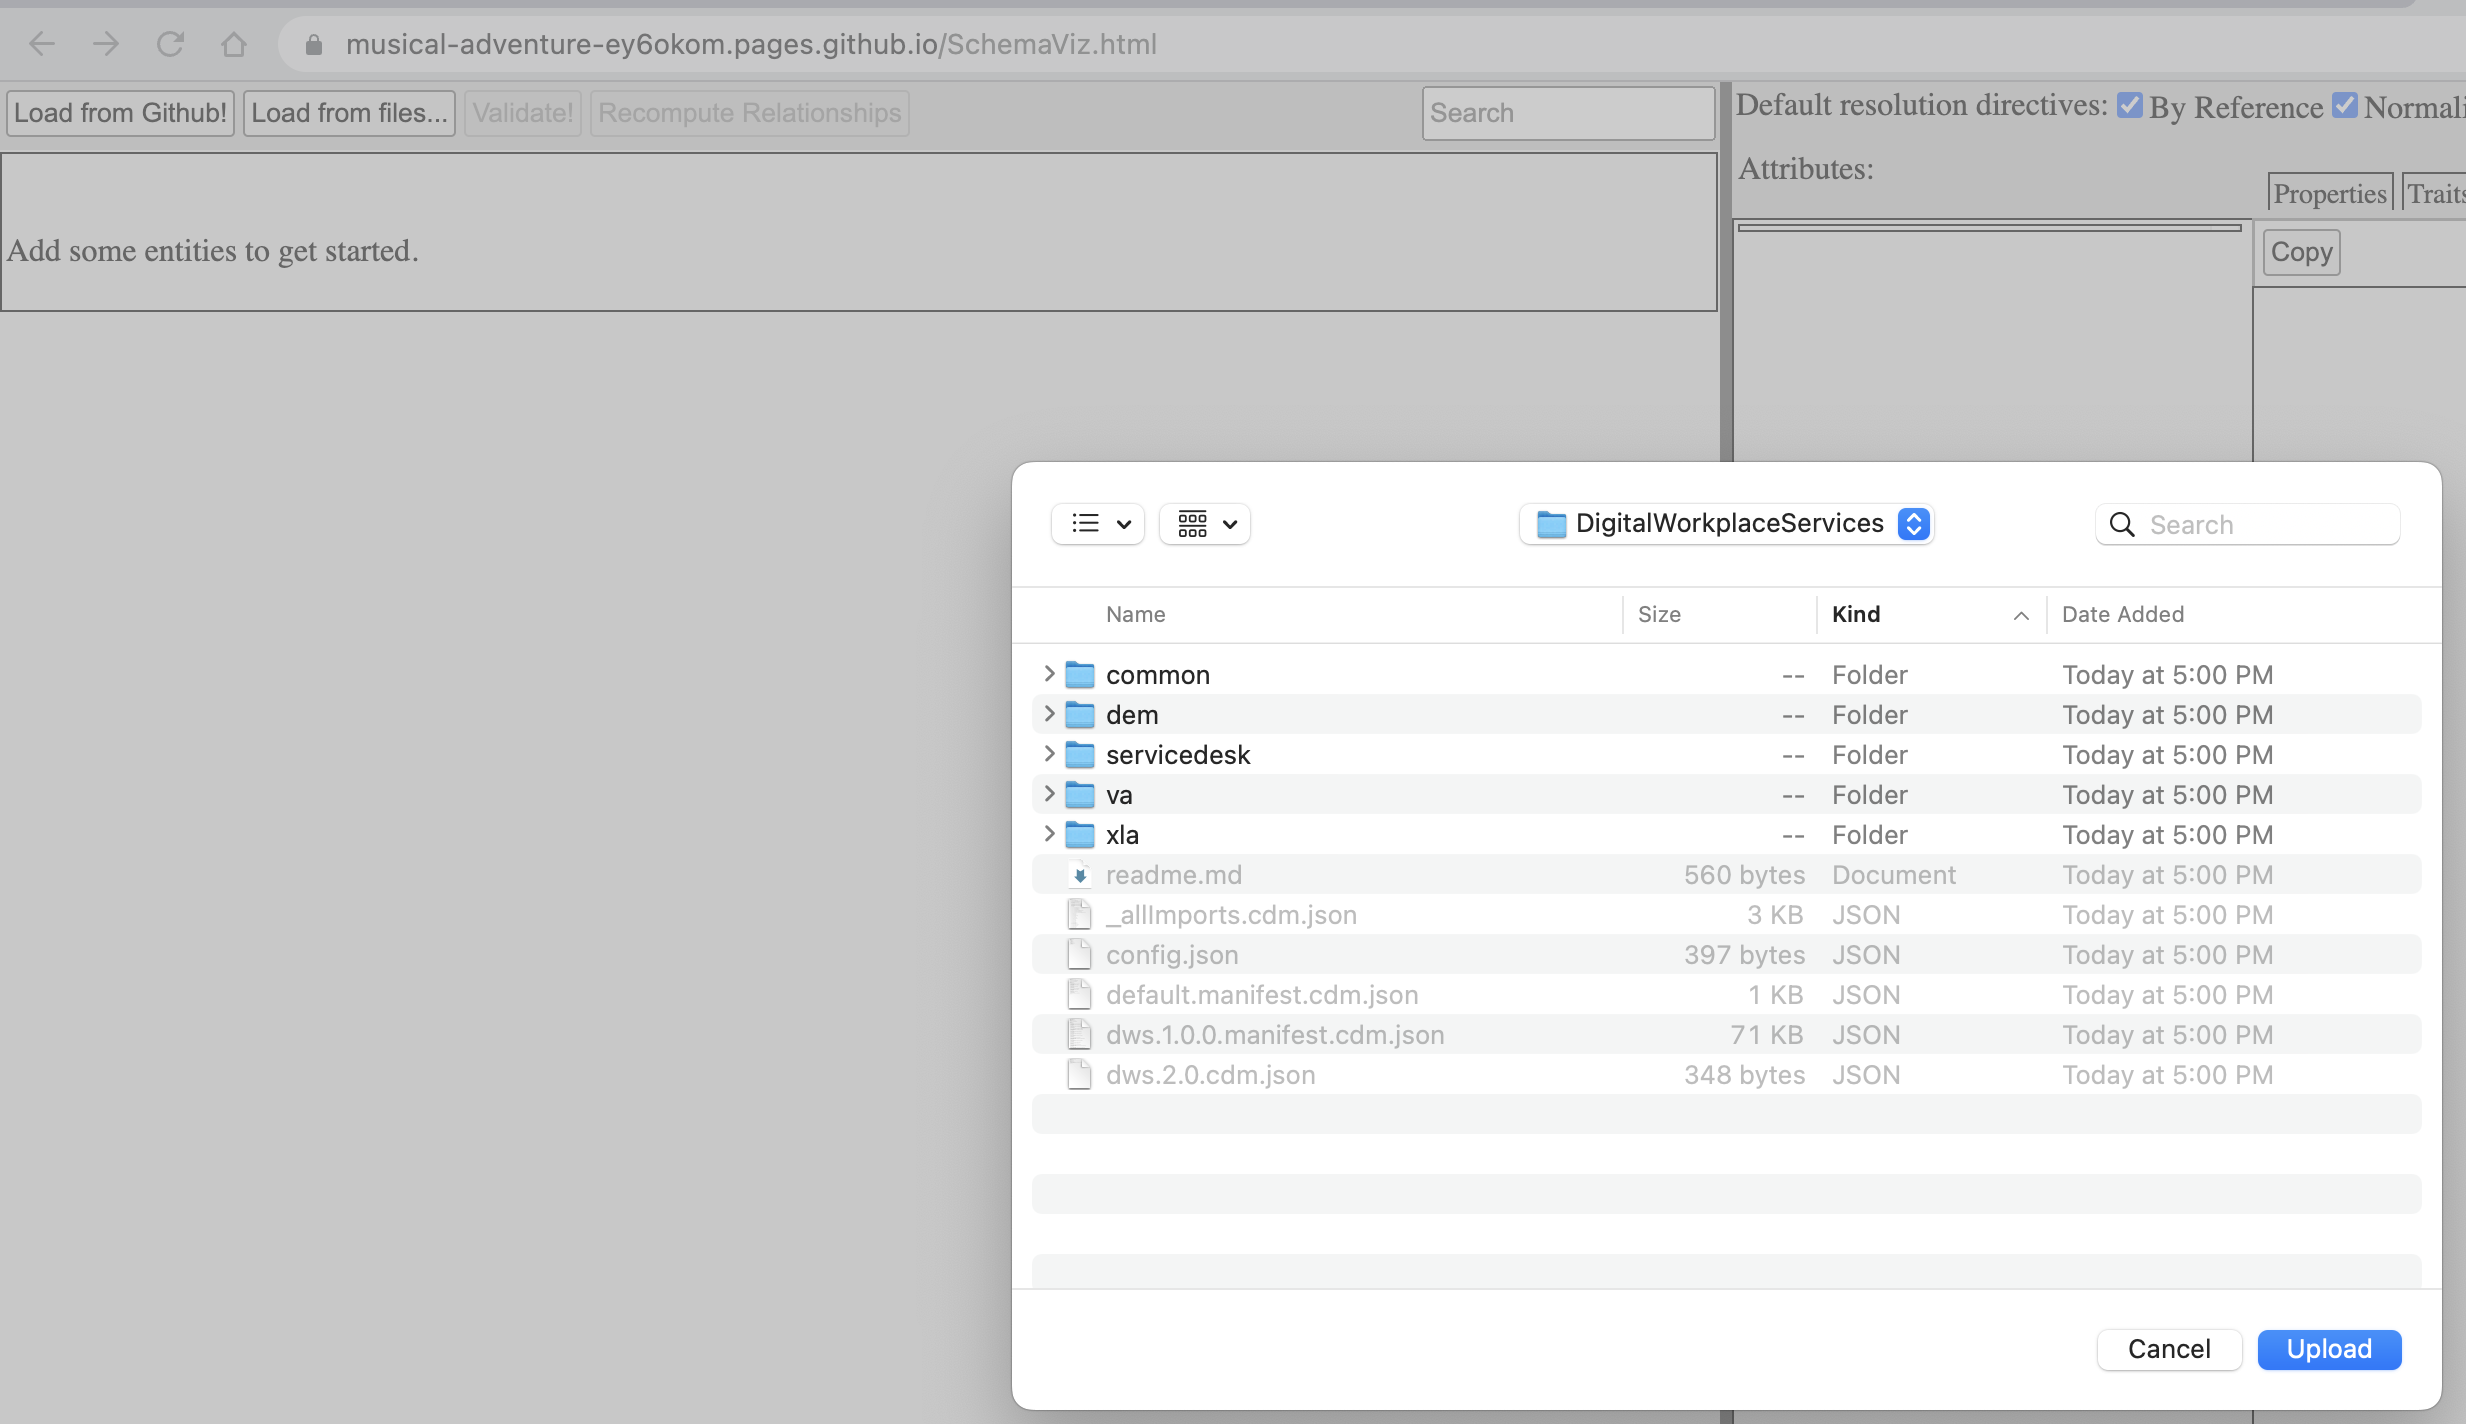 musical-adventure-ey6okom.pages.github.io/SchemaViz.html
Load from Github! Load from files... Validate! Recompute Relationships Search
Default resolution directives: By Reference Normali
Attributes:
Properties Traits
Add some entities to get started.
Copy
DigitalWorkplaceServices Search
Name Size Kind Date Added
common -- Folder Today at 5:00 PM
dem -- Folder Today at 5:00 PM
servicedesk -- Folder Today at 5:00 PM
va -- Folder Today at 5:00 PM
xla -- Folder Today at 5:00 PM
readme.md 560 bytes Document Today at 5:00 PM
_allImports.cdm.json 3 KB JSON Today at 5:00 PM
config.json 397 bytes JSON Today at 5:00 PM
default.manifest.cdm.json 1 KB JSON Today at 5:00 PM
dws.1.0.0.manifest.cdm.json 71 KB JSON Today at 5:00 PM
dws.2.0.cdm.json 348 bytes JSON Today at 5:00 PM
Cancel Upload